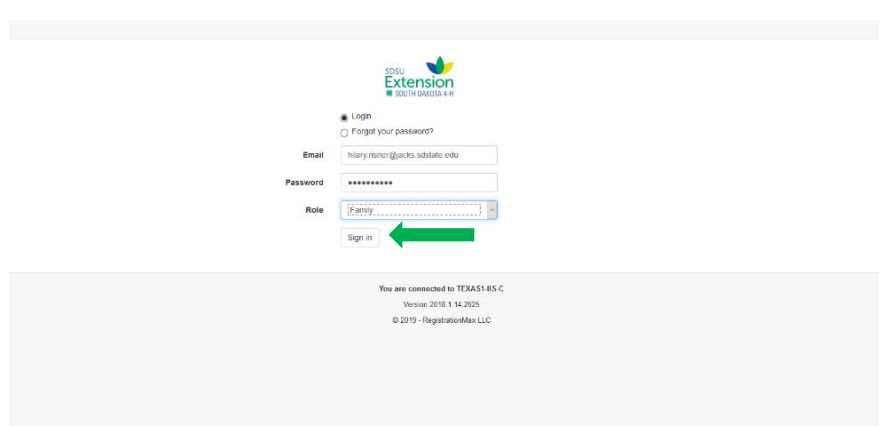 SDSU
Extension
SOUTH DAKOTA 4-H
Login
Forgot your password?
Email hilary.risner@jacks.sdstate.edu
Password ••••••••••
Role Family
Sign in
You are connected to TEXAS1-IIS-C
Version 2018.1.14.2025
© 2019 - RegistrationMax LLC